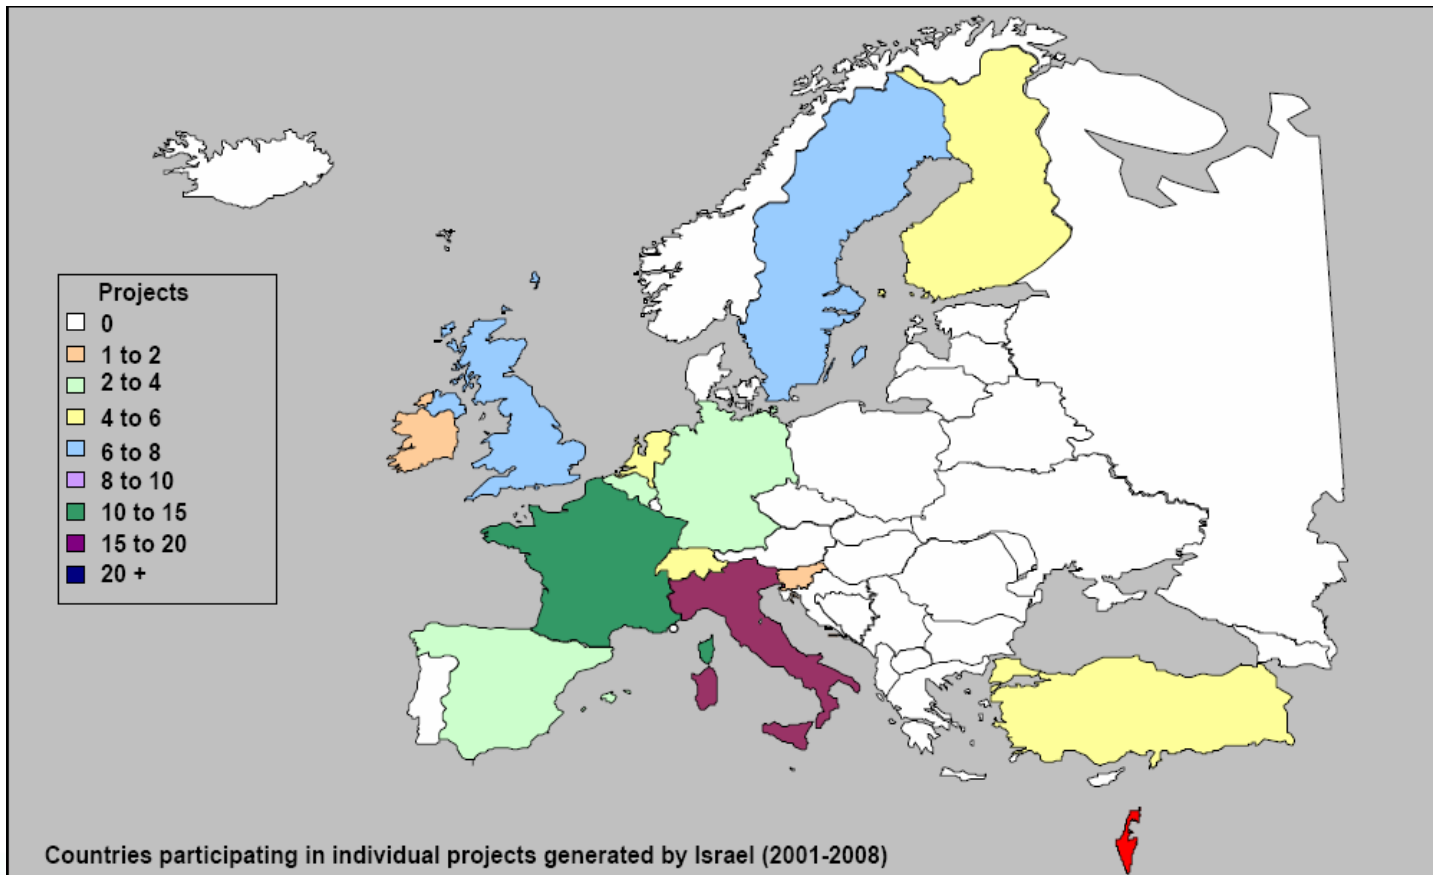 Projects
0
1 to 2
2 to 4
4 to 6
6 to 8
8 to 10
10 to 15
15 to 20
20 +
Countries participating in individual projects generated by Israel (2001-2008)